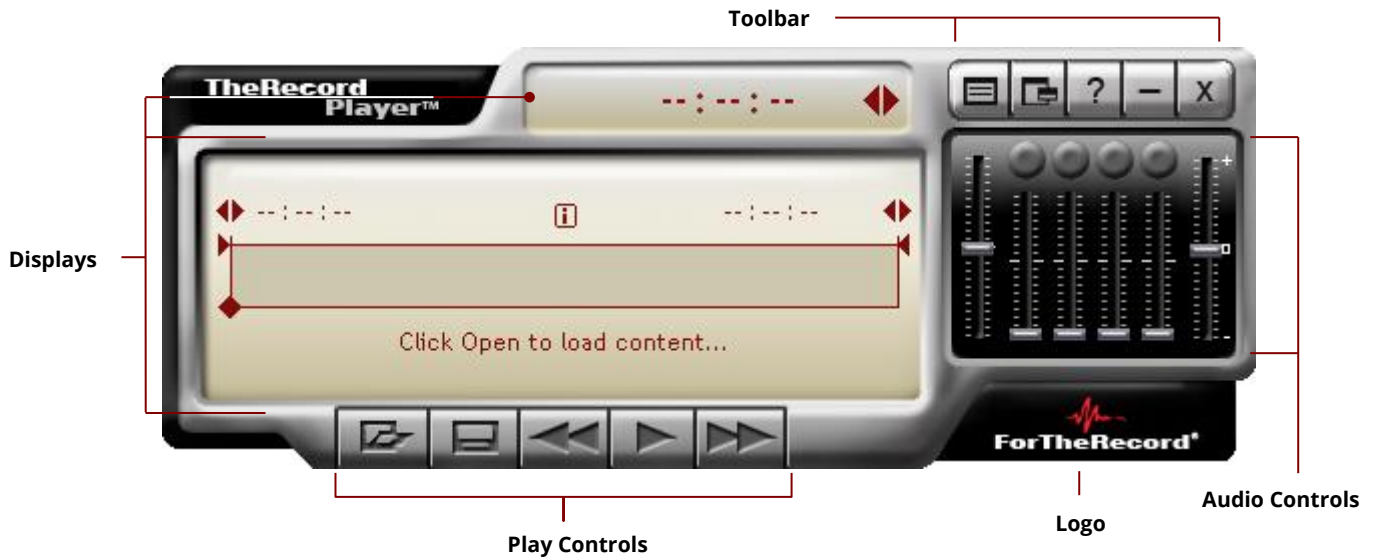 Toolbar
TheRecord
Player™
--:--:--
? – X
--:--:--
i
--:--:--
+
Displays
Click Open to load content...
-
ForTheRecord®
Audio Controls
Logo
Play Controls